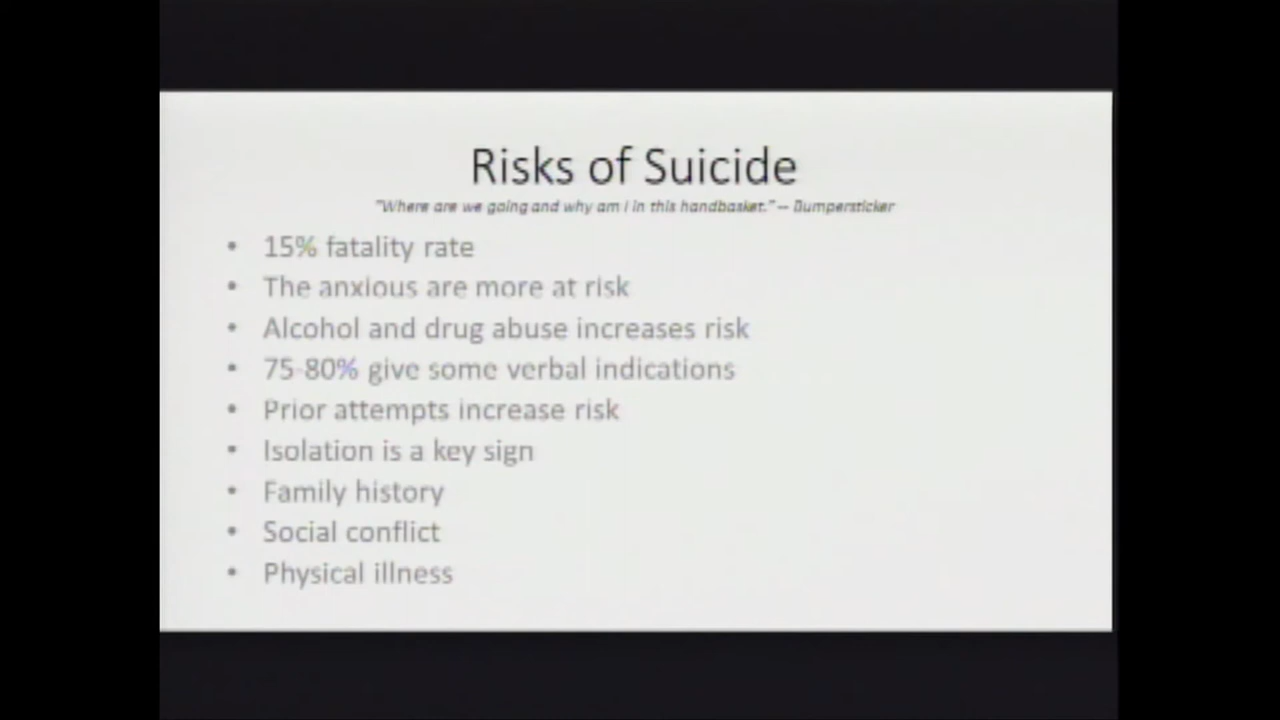 Risks of Suicide
"Where are we going and why am I in this handbasket." -- Bumpersticker
• 15% fatality rate
• The anxious are more at risk
• Alcohol and drug abuse increases risk
• 75-80% give some verbal indications
• Prior attempts increase risk
• Isolation is a key sign
• Family history
• Social conflict
• Physical illness